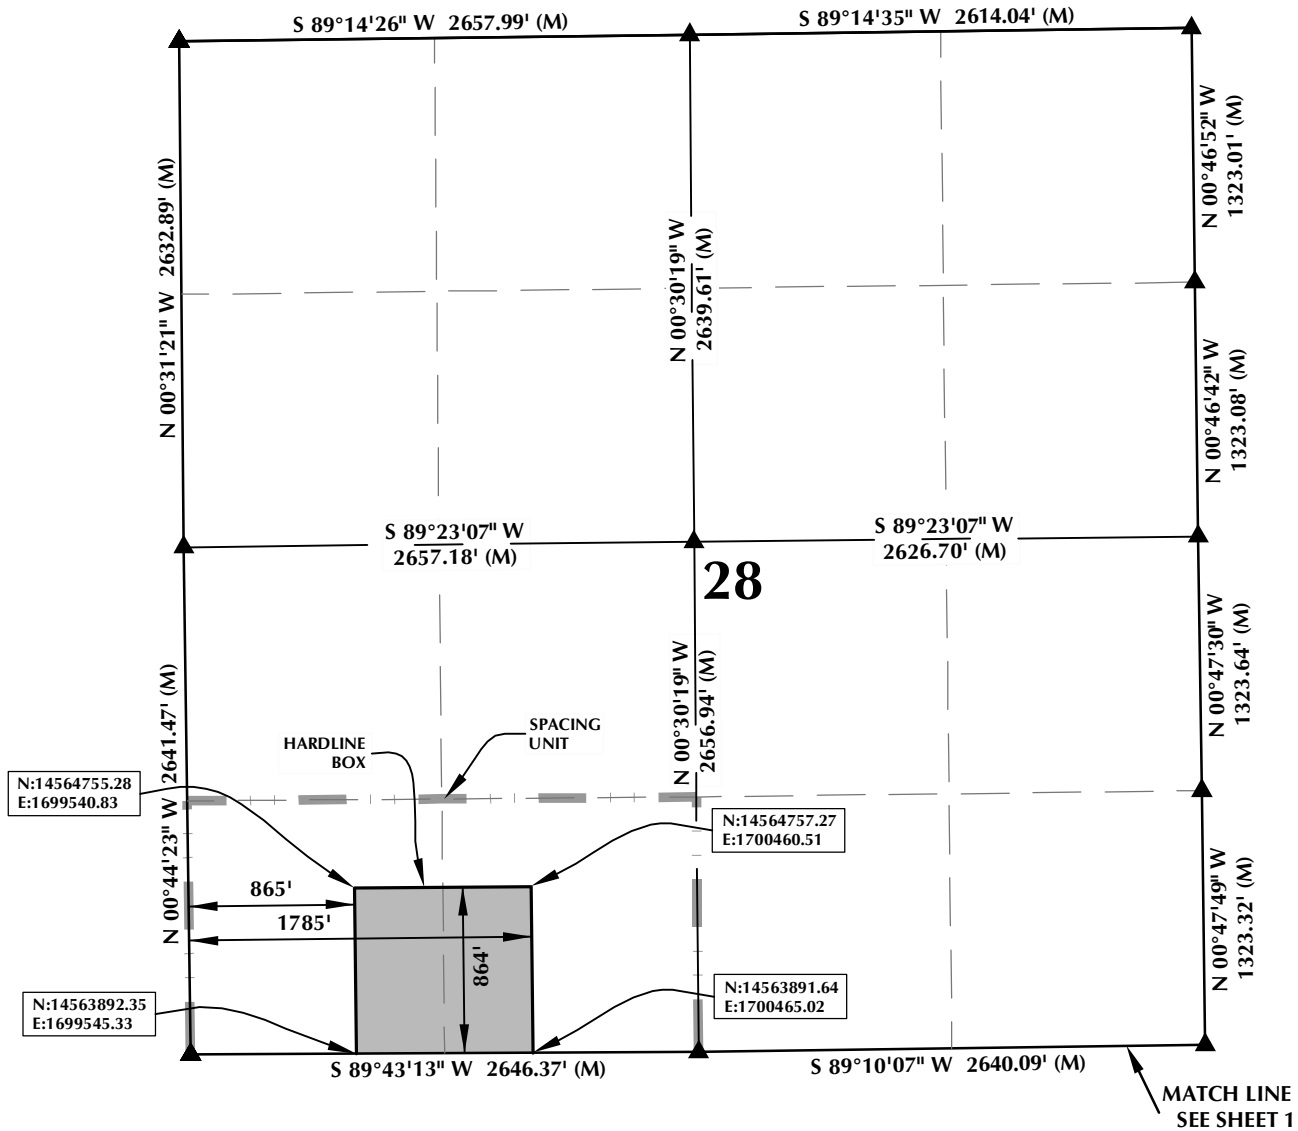 S 89°14'26" W 2657.99' (M)
S 89°14'35" W 2614.04' (M)
N 00°31'21" W 2632.89' (M)
N 00°30'19" W
2639.61' (M)
N 00°46'52" W
1323.01' (M)
N 00°46'42" W
1323.08' (M)
S 89°23'07" W
2657.18' (M)
S 89°23'07" W
2626.70' (M)
28
N 00°44'23" W 2641.47' (M)
N 00°30'19" W
2656.94' (M)
N 00°47'30" W
1323.64' (M)
HARDLINE
BOX
SPACING
UNIT
N:14564755.28
E:1699540.83
N:14564757.27
E:1700460.51
865'
1785'
864'
N 00°47'49" W
1323.32' (M)
N:14563892.35
E:1699545.33
N:14563891.64
E:1700465.02
S 89°43'13" W 2646.37' (M)
S 89°10'07" W 2640.09' (M)
MATCH LINE
SEE SHEET 1